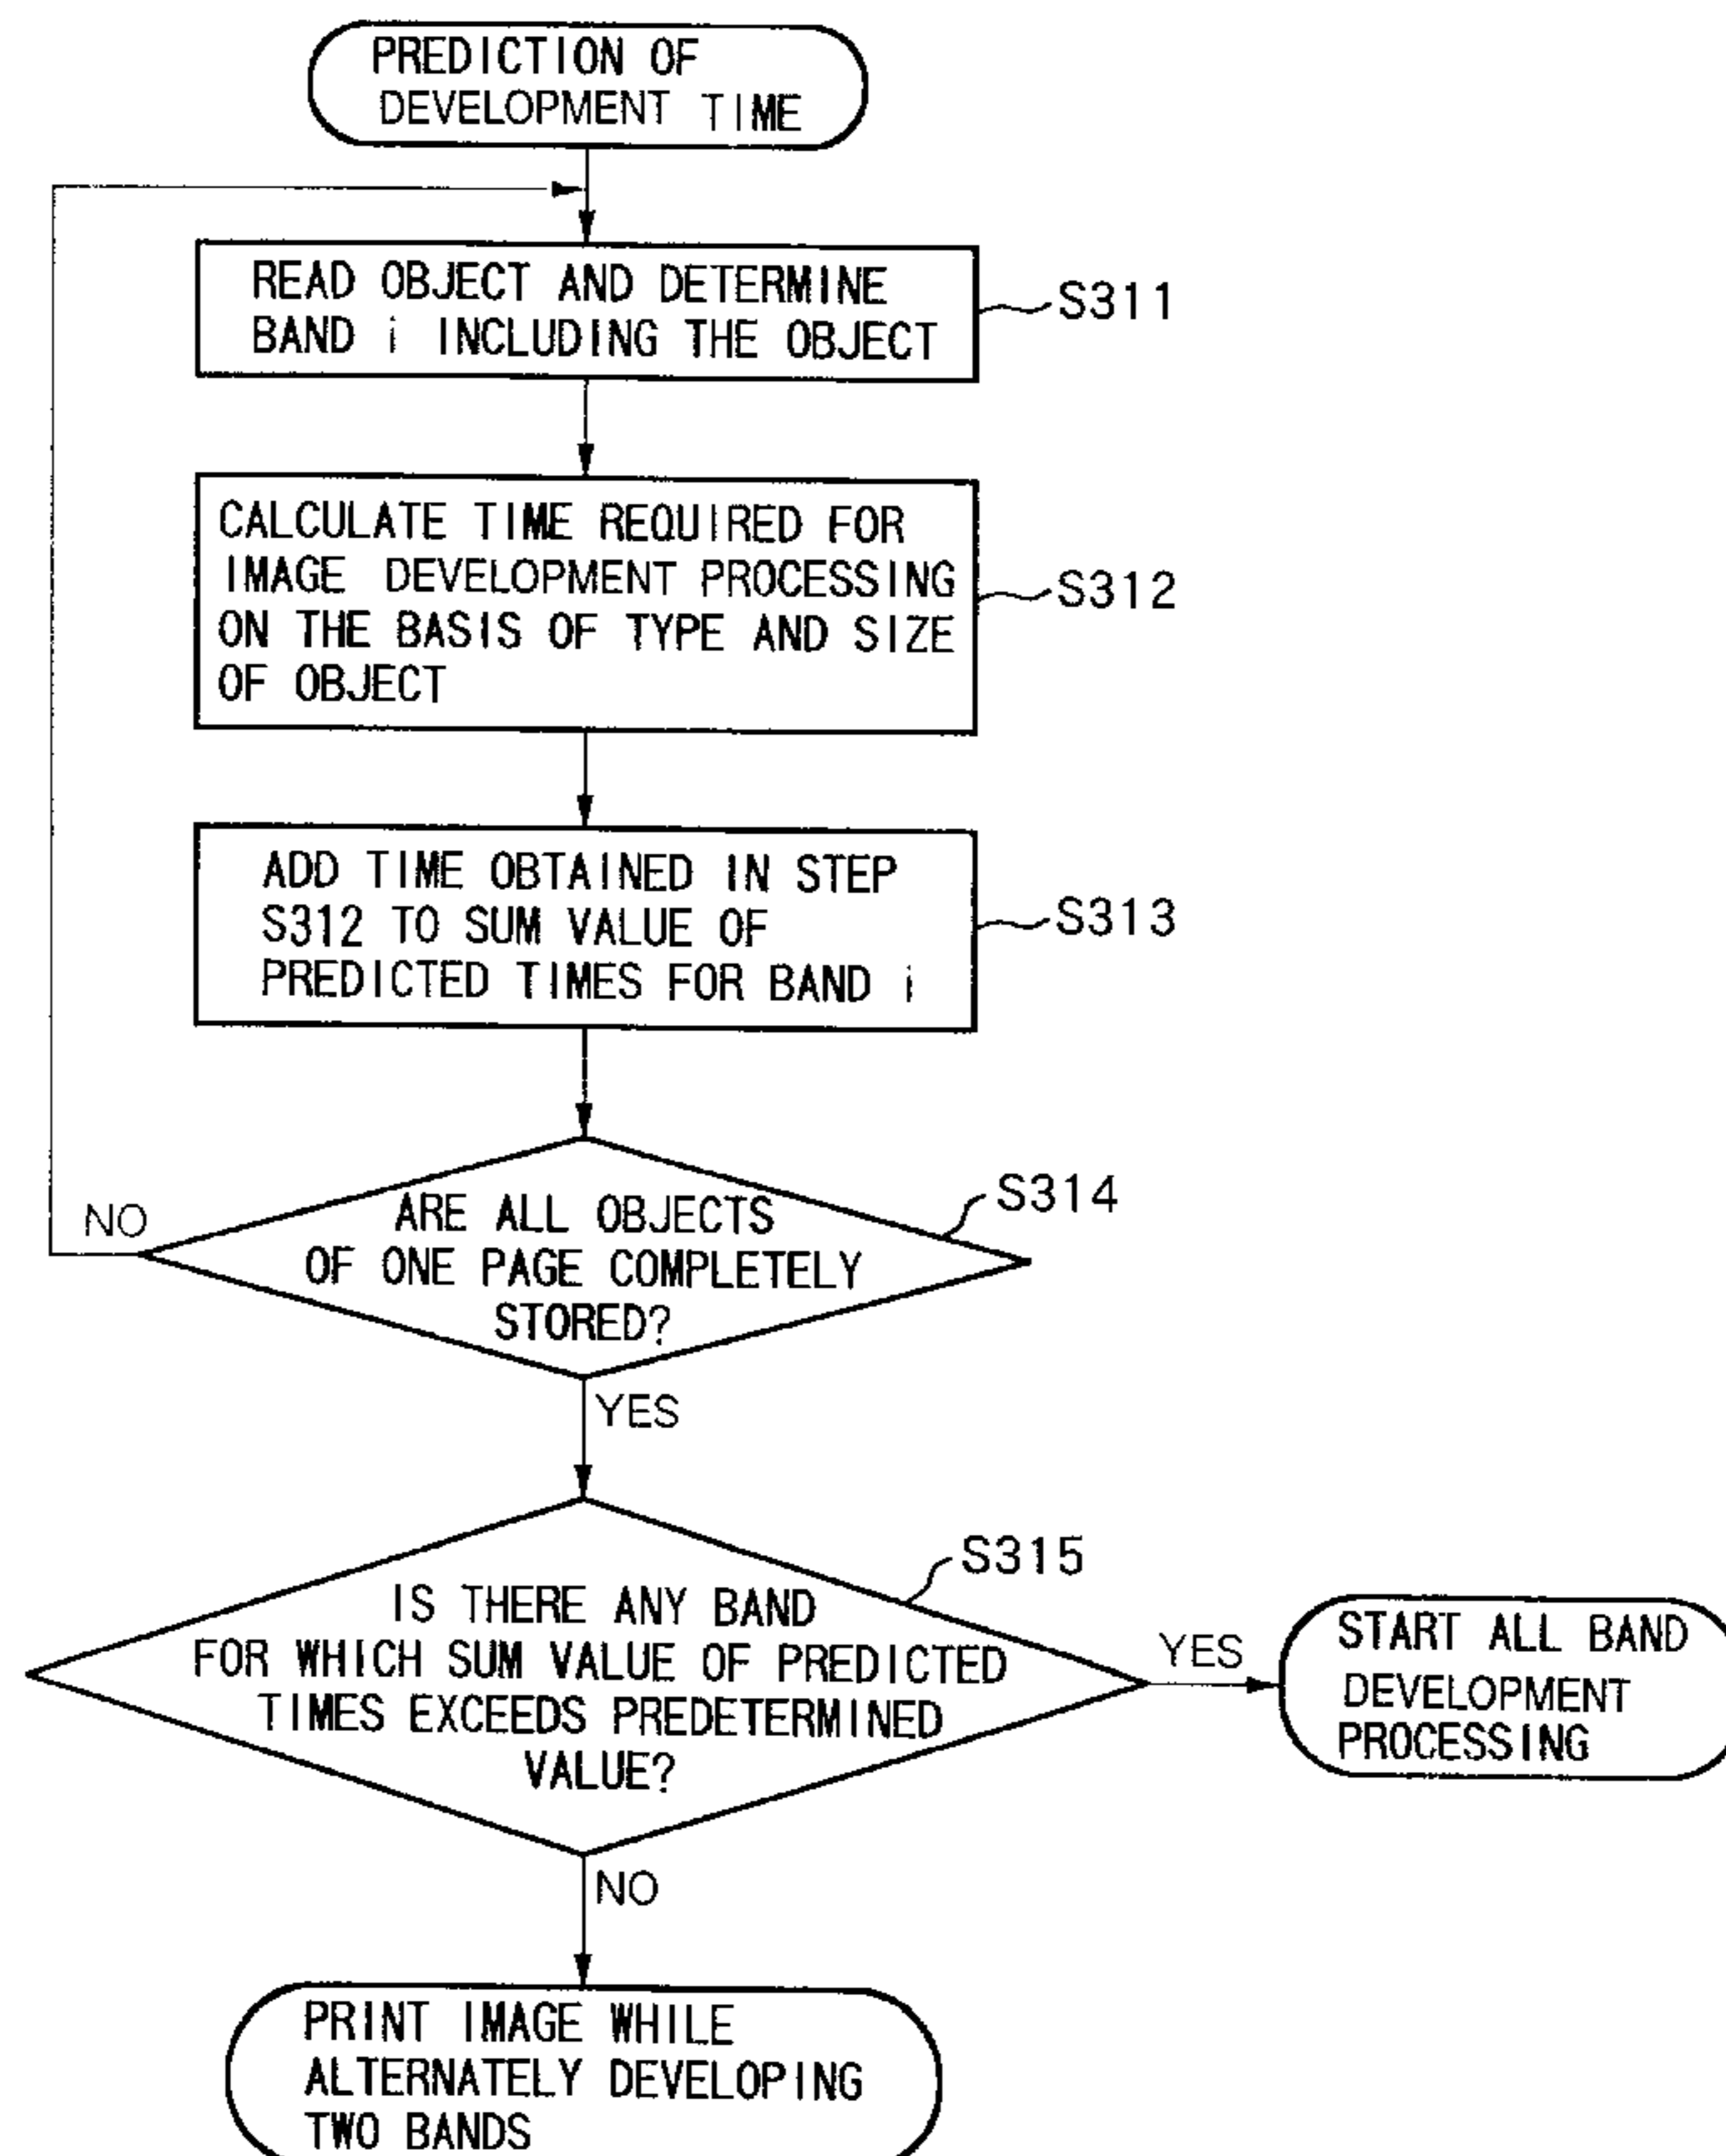 PREDICTION OF
DEVELOPMENT TIME
READ OBJECT AND DETERMINE
BAND i INCLUDING THE OBJECT
S311
CALCULATE TIME REQUIRED FOR
IMAGE DEVELOPMENT PROCESSING
ON THE BASIS OF TYPE AND SIZE
OF OBJECT
S312
ADD TIME OBTAINED IN STEP
S312 TO SUM VALUE OF
PREDICTED TIMES FOR BAND i
S313
S314
ARE ALL OBJECTS
OF ONE PAGE COMPLETELY
STORED?
NO
YES
S315
IS THERE ANY BAND
FOR WHICH SUM VALUE OF PREDICTED
TIMES EXCEEDS PREDETERMINED
VALUE?
YES
START ALL BAND
DEVELOPMENT
PROCESSING
NO
PRINT IMAGE WHILE
ALTERNATELY DEVELOPING
TWO BANDS